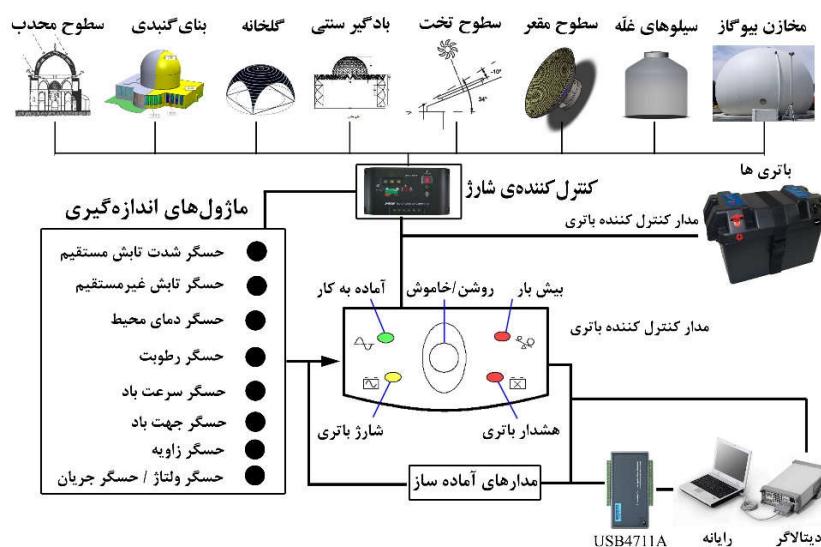 مخازن بیوگاز
سیلوهای غلّه
سطوح مقعر
سطوح تخت
بادگیر سنتی
گلخانه
بنای گنبدی
سطوح محدب
-10°
34°
کنترل‌کننده‌ی شارژ
باتری ها
مدار کنترل کننده باتری
ماژول‌های اندازه‌گیری
حسگر شدت تابش مستقیم
حسگر تابش غیرمستقیم
حسگر دمای محیط
حسگر رطوبت
حسگر سرعت باد
حسگر جهت باد
حسگر زاویه
حسگر ولتاژ / حسگر جریان
بیش بار
روشن/خاموش
آماده به کار
مدار کنترل کننده باتری
هشدار باتری
شارژ باتری
مدارهای آماده ساز
USB4711A
رایانه
دیتالاگر